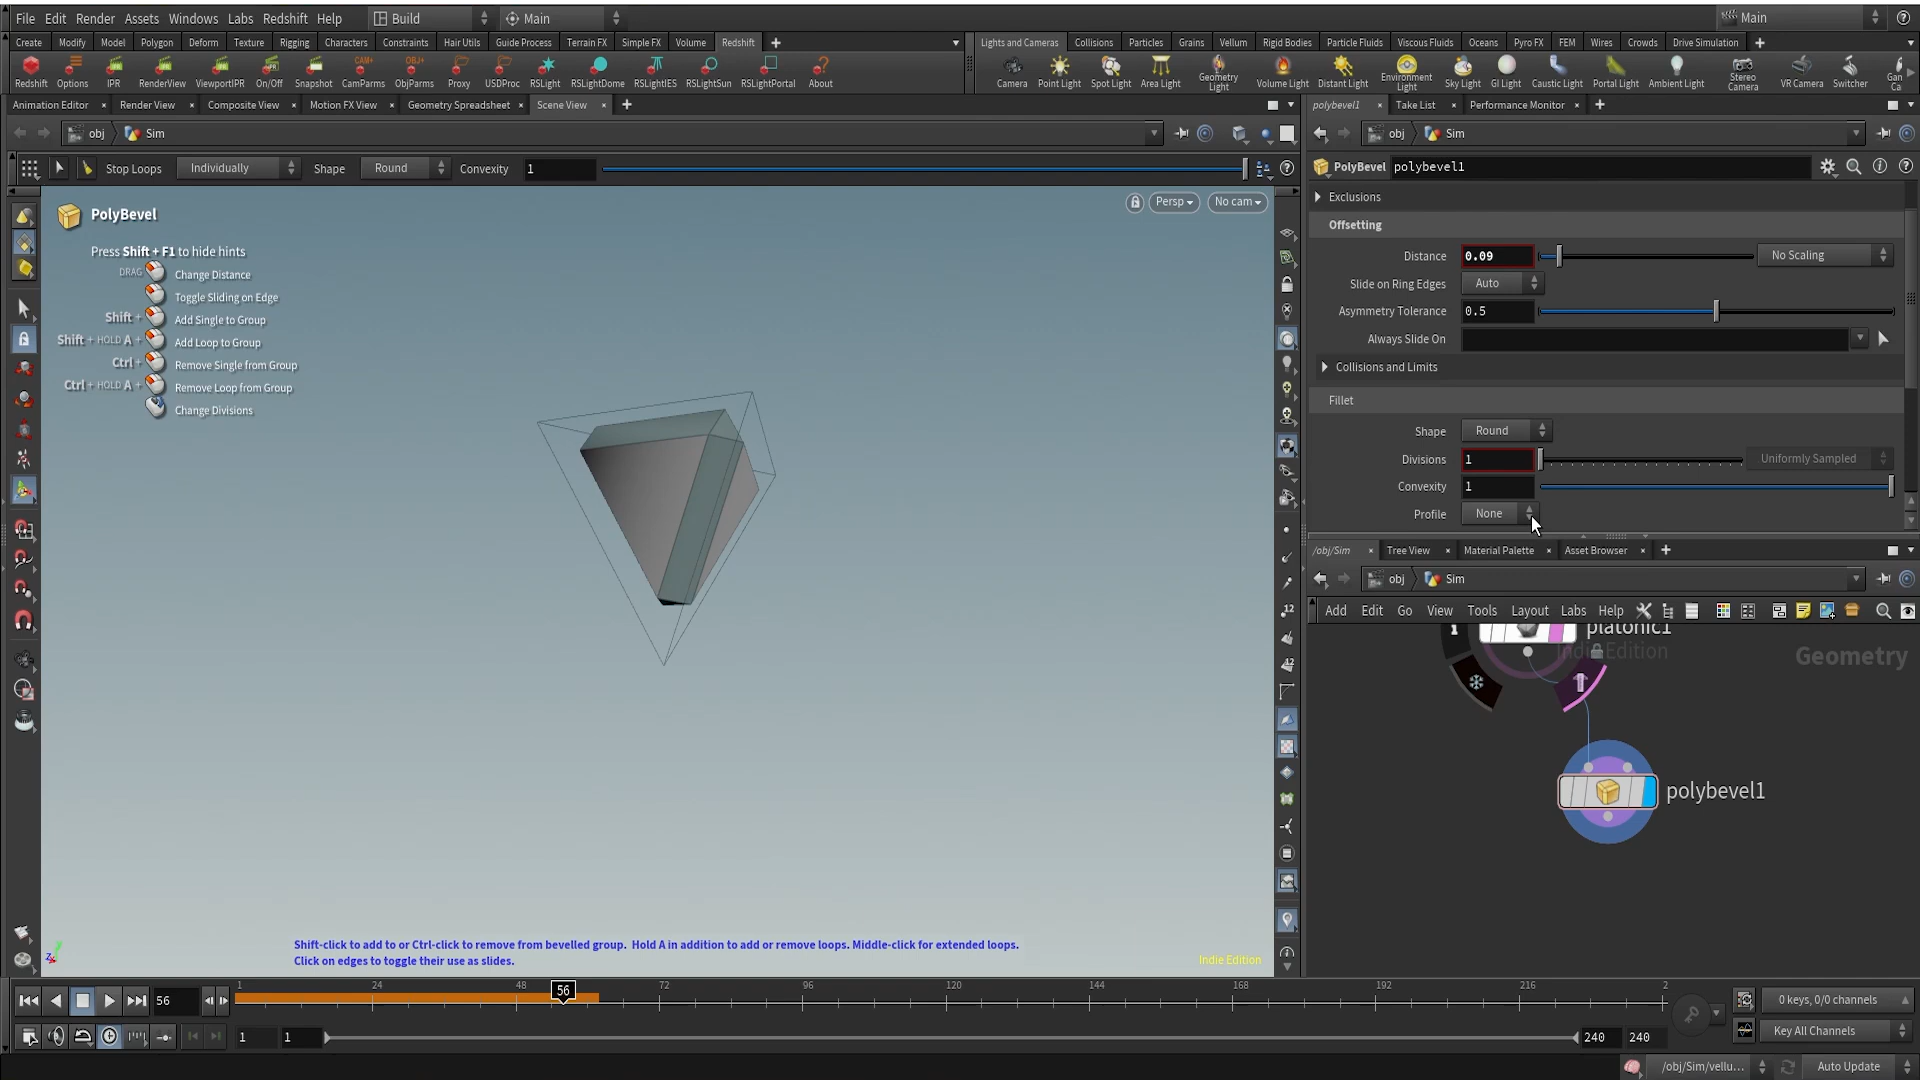 File Edit Render Assets Windows Labs Redshift Help Build Main Main
Create Modify Model Polygon Deform Texture Rigging Characters Constraints Hair Utils Guide Process Terrain FX Simple FX Volume Redshift
Lights and Cameras Collisions Particles Grains Vellum Rigid Bodies Particle Fluids Viscous Fluids Oceans Pyro FX FEM Wires Crowds Drive Simulation
Redshift Options IPR RenderView ViewportIPR On/Off Snapshot CamParms ObjParms Proxy USDProc RSLight RSLightDome RSLightIES RSLightSun RSLightPortal About
Camera Point Light Spot Light Area Light Geometry Light Volume Light Distant Light Environment Light Sky Light GI Light Caustic Light Portal Light Ambient Light Stereo Camera VR Camera Switcher
Animation Editor Render View Composite View Motion FX View Geometry Spreadsheet Scene View
polybevel1 Take List Performance Monitor
obj Sim
obj Sim
Stop Loops Individually Shape Round Convexity 1
PolyBevel polybevel1
PolyBevel
Persp No cam
Press Shift + F1 to hide hints
DRAG Change Distance
Toggle Sliding on Edge
Shift + Add Single to Group
Shift + HOLD A + Add Loop to Group
Ctrl + Remove Single from Group
Ctrl + HOLD A + Remove Loop from Group
Change Divisions
Exclusions
Offsetting
Distance 0.09 No Scaling
Slide on Ring Edges Auto
Asymmetry Tolerance 0.5
Always Slide On
Collisions and Limits
Fillet
Shape Round
Divisions 1 Uniformly Sampled
Convexity 1
Profile None
/obj/Sim Tree View Material Palette Asset Browser
obj Sim
Add Edit Go View Tools Layout Labs Help
platonic1
Indie Edition
Geometry
polybevel1
Shift-click to add to or Ctrl-click to remove from bevelled group. Hold A in addition to add or remove loops. Middle-click for extended loops.
Click on edges to toggle their use as slides.
Indie Edition
56 1 24 48 56 72 96 120 144 168 192 216 2
0 keys, 0/0 channels
1 1 240 240
Key All Channels
/obj/Sim/vellu... Auto Update